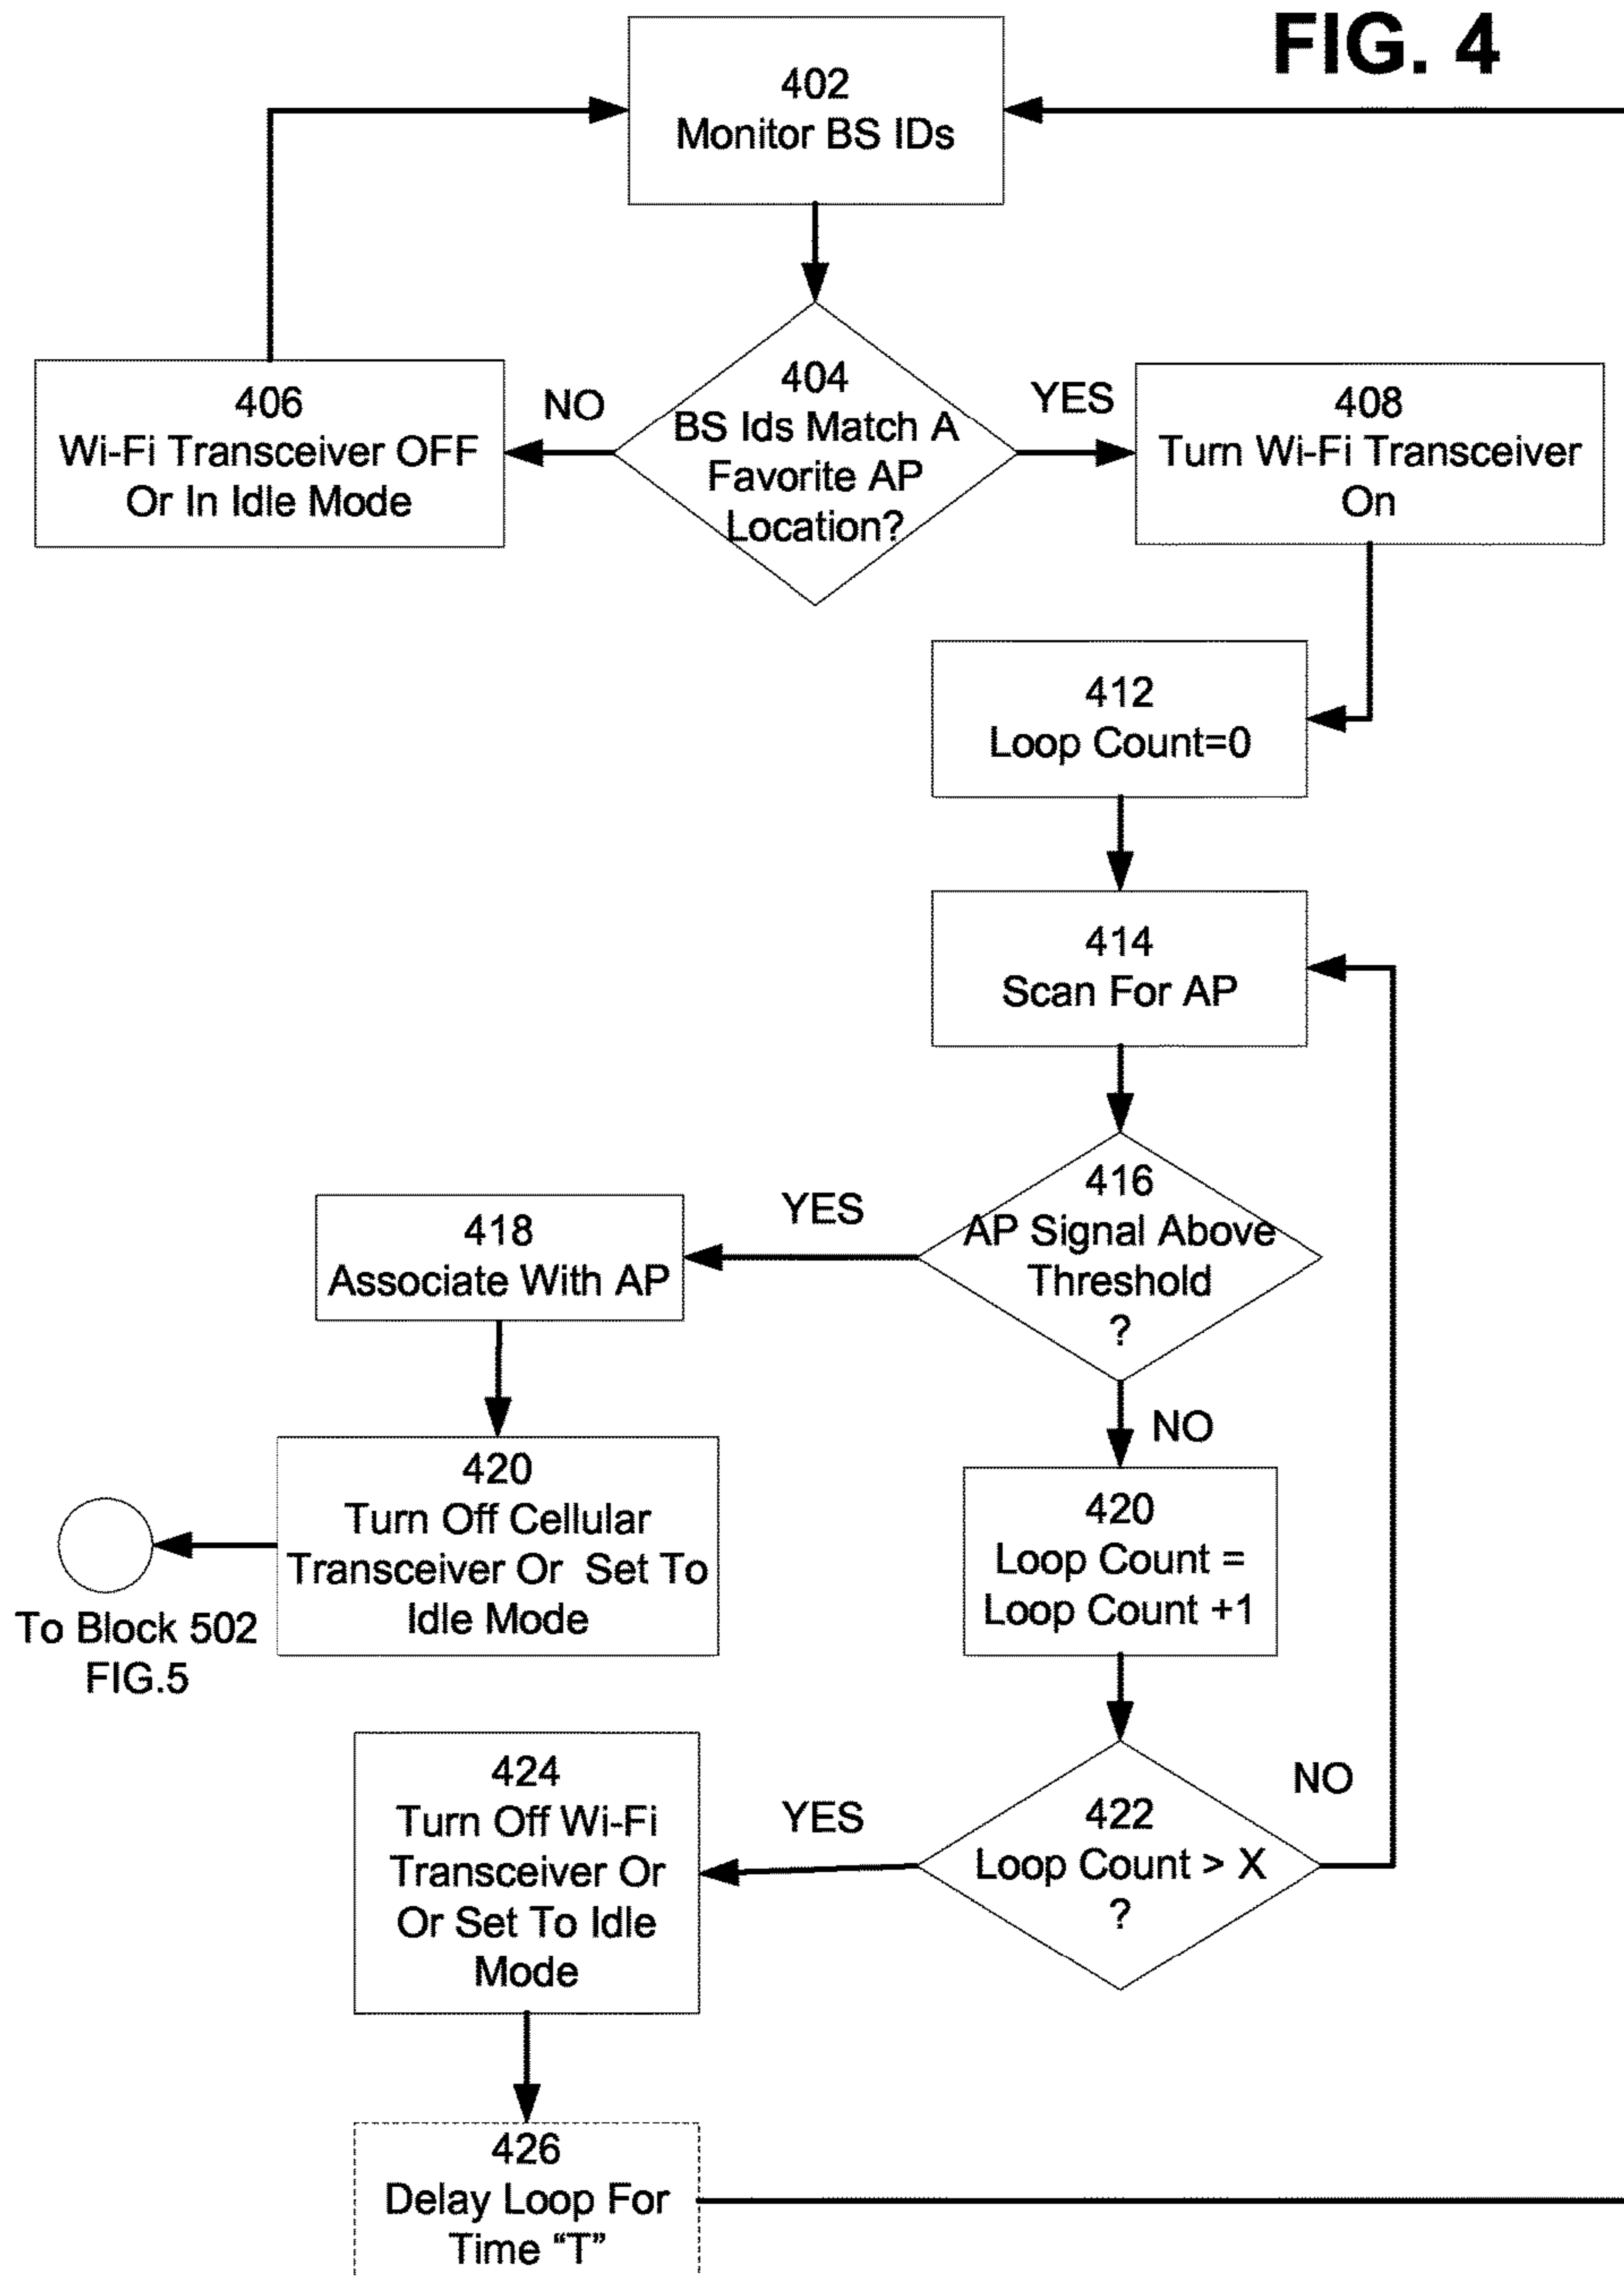 FIG. 4
402
Monitor BS IDs
404
BS Ids Match A
Favorite AP
Location?
NO
406
Wi-Fi Transceiver OFF
Or In Idle Mode
YES
408
Turn Wi-Fi Transceiver
On
412
Loop Count=0
414
Scan For AP
416
AP Signal Above
Threshold
?
YES
418
Associate With AP
420
Turn Off Cellular
Transceiver Or Set To
Idle Mode
To Block 502
FIG.5
NO
420
Loop Count =
Loop Count +1
422
Loop Count > X
?
NO
YES
424
Turn Off Wi-Fi
Transceiver Or
Or Set To Idle
Mode
426
Delay Loop For
Time “T”